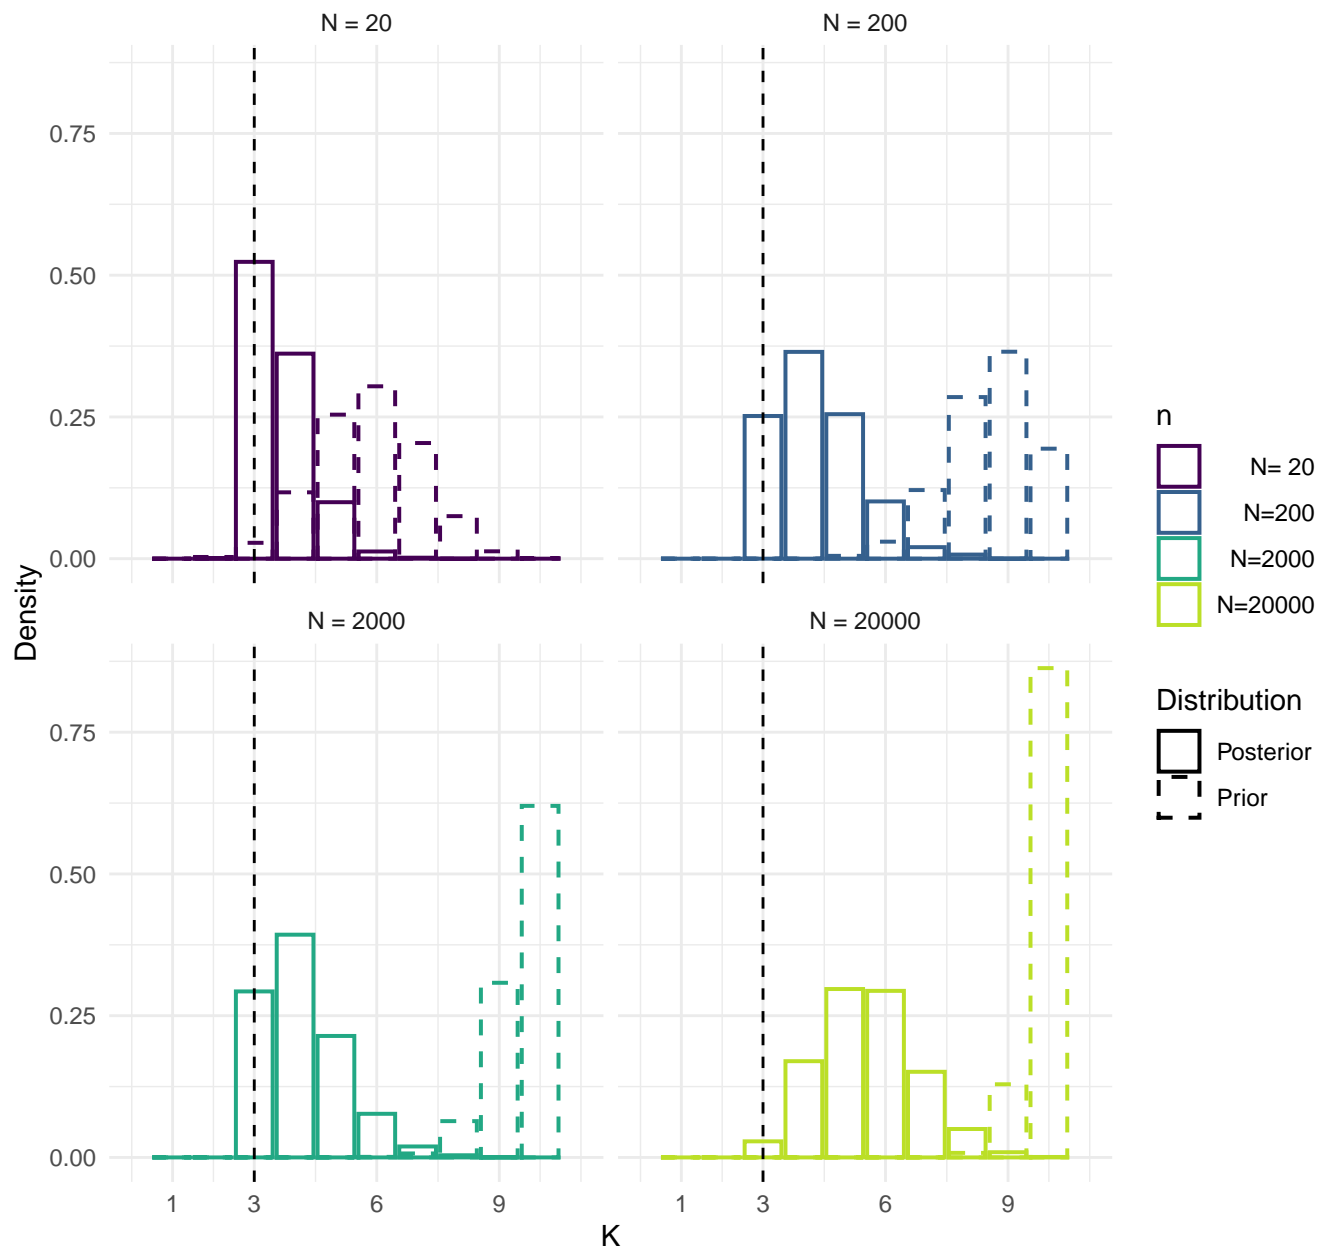 N = 20
N = 200
0.75
0.50
0.25
0.00
N = 2000
N = 20000
0.75
0.50
0.25
0.00
1 3 6 9
1 3 6 9
K
Density
n
N= 20
N=200
N=2000
N=20000
Distribution
Posterior
Prior